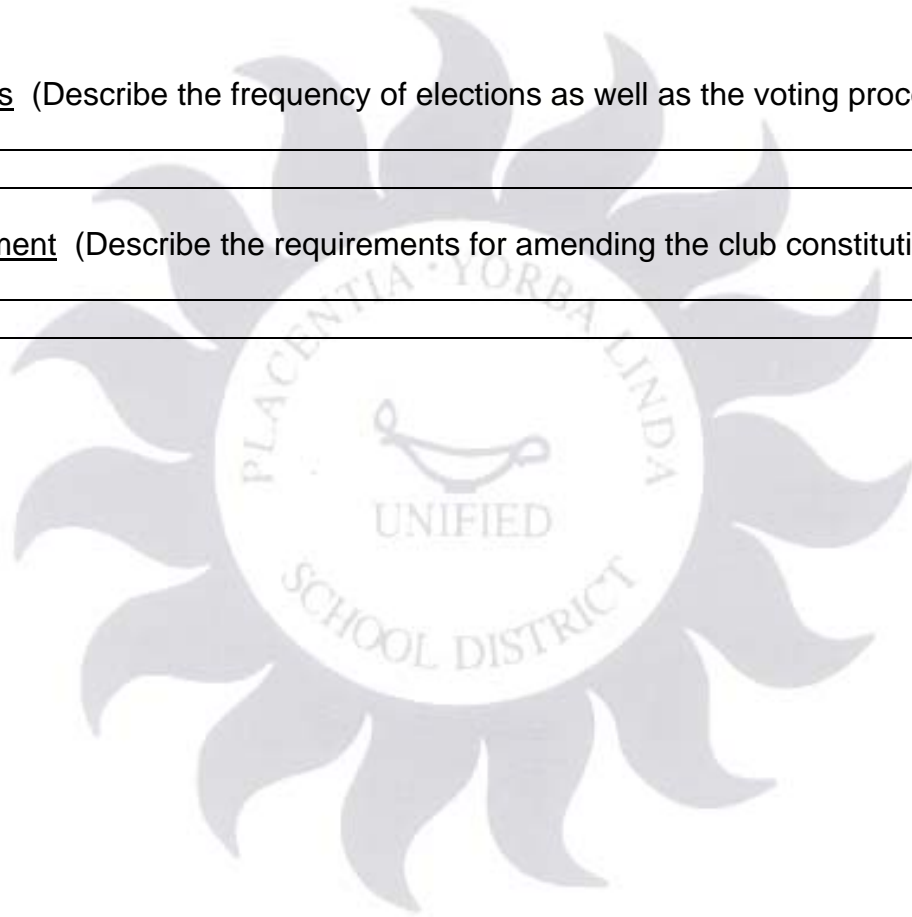 s (Describe the frequency of elections as well as the voting proc
ment (Describe the requirements for amending the club constituti
PLACENTIA · YORBA LINDA
UNIFIED
SCHOOL DISTRICT